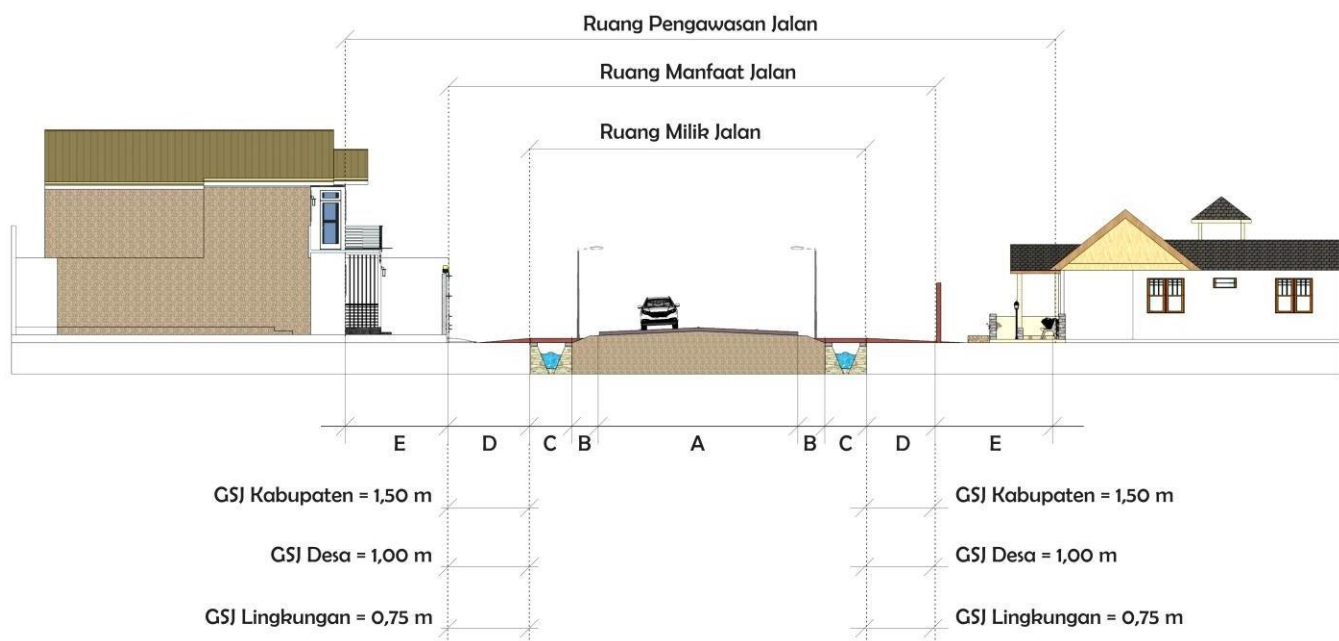 Ruang Pengawasan Jalan
Ruang Manfaat Jalan
Ruang Milik Jalan
E D C B A B C D E
GSJ Kabupaten = 1,50 m GSJ Kabupaten = 1,50 m
GSJ Desa = 1,00 m GSJ Desa = 1,00 m
GSJ Lingkungan = 0,75 m GSJ Lingkungan = 0,75 m